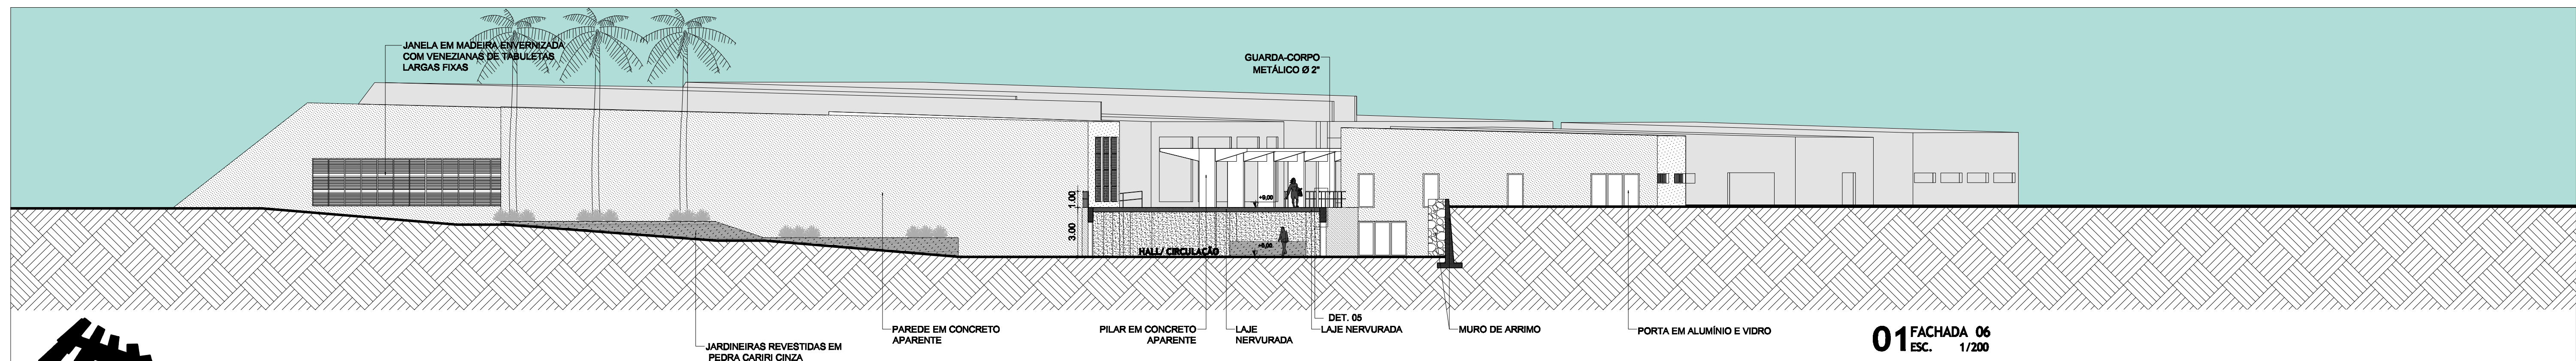 JANELA EM MADEIRA ENVERNIZADA
COM VENEZIANAS DE TABULETAS
LARGAS FIXAS
GUARDA-CORPO
METÁLICO Ø 2"
1.00
3.00
+9,00
+6,00
HALL/ CIRCULAÇÃO
DET. 05
PAREDE EM CONCRETO
APARENTE
PILAR EM CONCRETO
APARENTE
LAJE
NERVURADA
LAJE NERVURADA
MURO DE ARRIMO
PORTA EM ALUMÍNIO E VIDRO
JARDINEIRAS REVESTIDAS EM
PEDRA CARIRI CINZA
01 FACHADA 06
ESC. 1/200